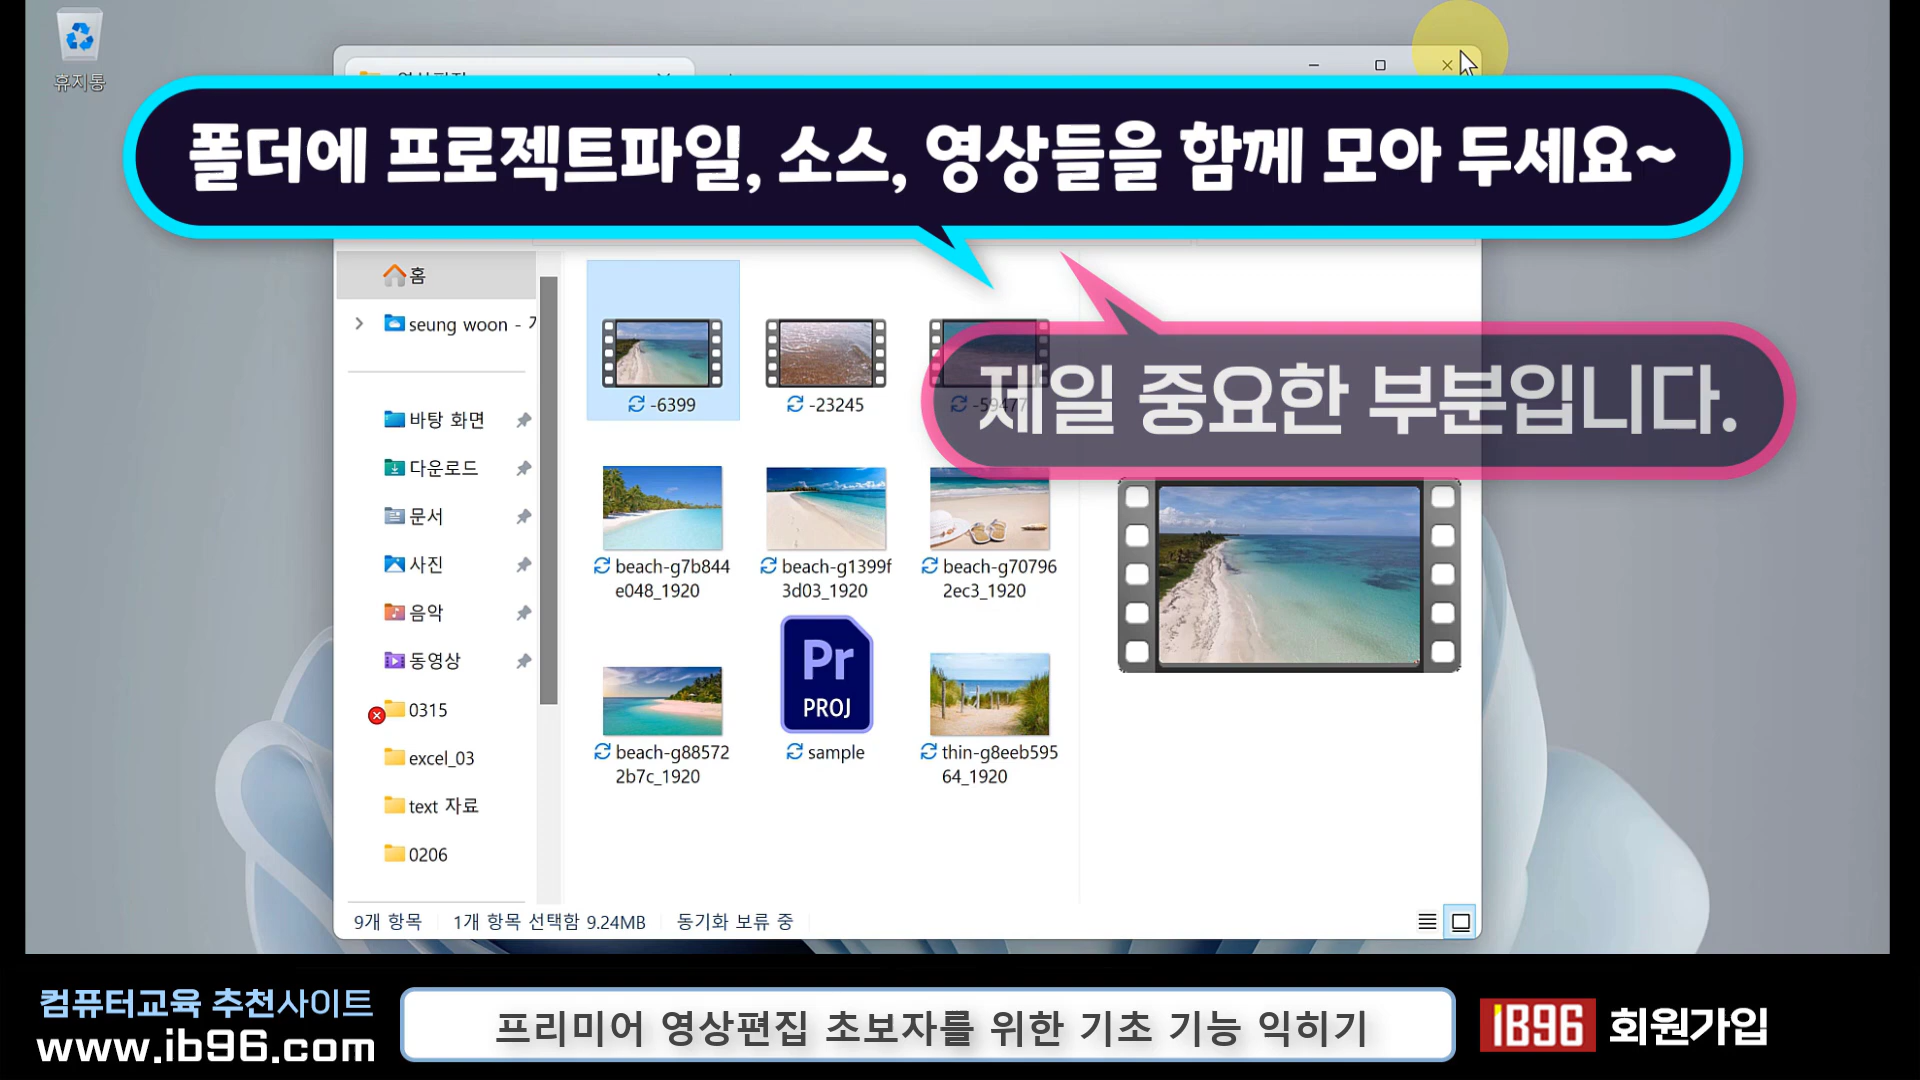 휴지통
영상편집
폴더에 프로젝트파일, 소스, 영상들을 함께 모아 두세요~
제일 중요한 부분입니다.
홈
seung woon -
바탕 화면
다운로드
문서
사진
음악
동영상
0315
excel_03
text 자료
0206
-6399
-23245
-59477
beach-g7b844
e048_1920
beach-g1399f
3d03_1920
beach-g70796
2ec3_1920
beach-g88572
2b7c_1920
Pr
PROJ
sample
thin-g8eeb595
64_1920
9개 항목
1개 항목 선택함 9.24MB
동기화 보류 중
컴퓨터교육 추천사이트
www.ib96.com
프리미어 영상편집 초보자를 위한 기초 기능 익히기
IB96 회원가입